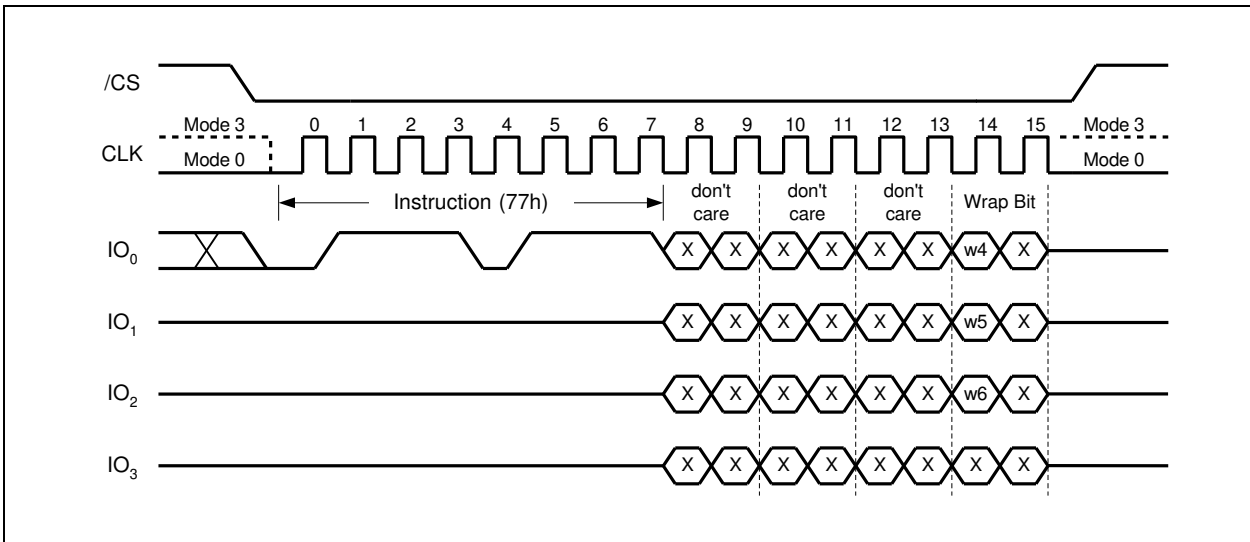 /CS
Mode 3 0 1 2 3 4 5 6 7 8 9 10 11 12 13 14 15 Mode 3
CLK Mode 0 Mode 0
Instruction (77h) don't care don't care don't care Wrap Bit
IO0 X X X X X X w4 X
IO1 X X X X X X w5 X
IO2 X X X X X X w6 X
IO3 X X X X X X X X